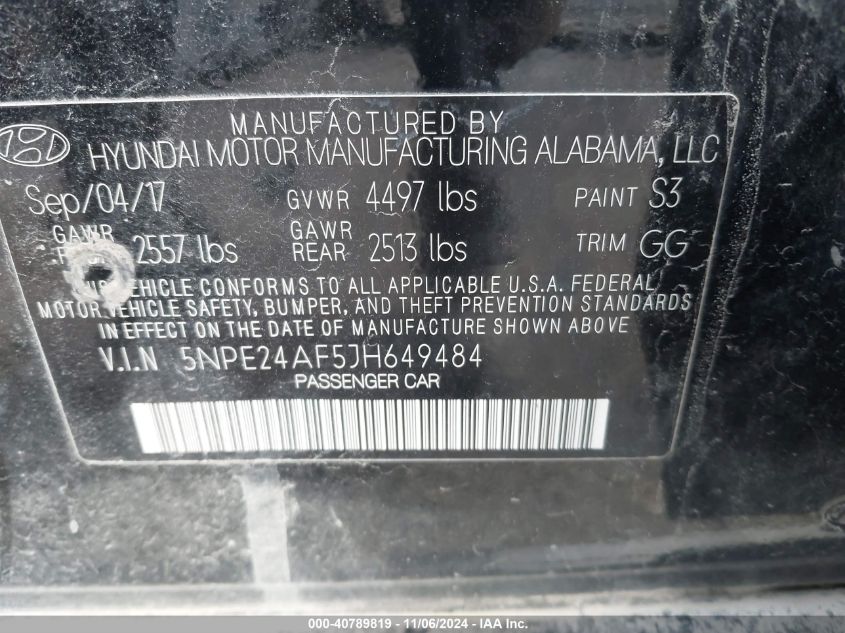 MANUFACTURED BY
HYUNDAI MOTOR MANUFACTURING ALABAMA, LLC
Sep/04/17 GVWR 4497 lbs PAINT S3
GAWR 2557 lbs GAWR REAR 2513 lbs TRIM GG
VEHICLE CONFORMS TO ALL APPLICABLE U.S.A. FEDERAL
MOTOR VEHICLE SAFETY, BUMPER, AND THEFT PREVENTION STANDARDS
IN EFFECT ON THE DATE OF MANUFACTURE SHOWN ABOVE
V.I.N 5NPE24AF5JH649484
PASSENGER CAR
000-40789819 - 11/06/2024 - IAA, Inc.